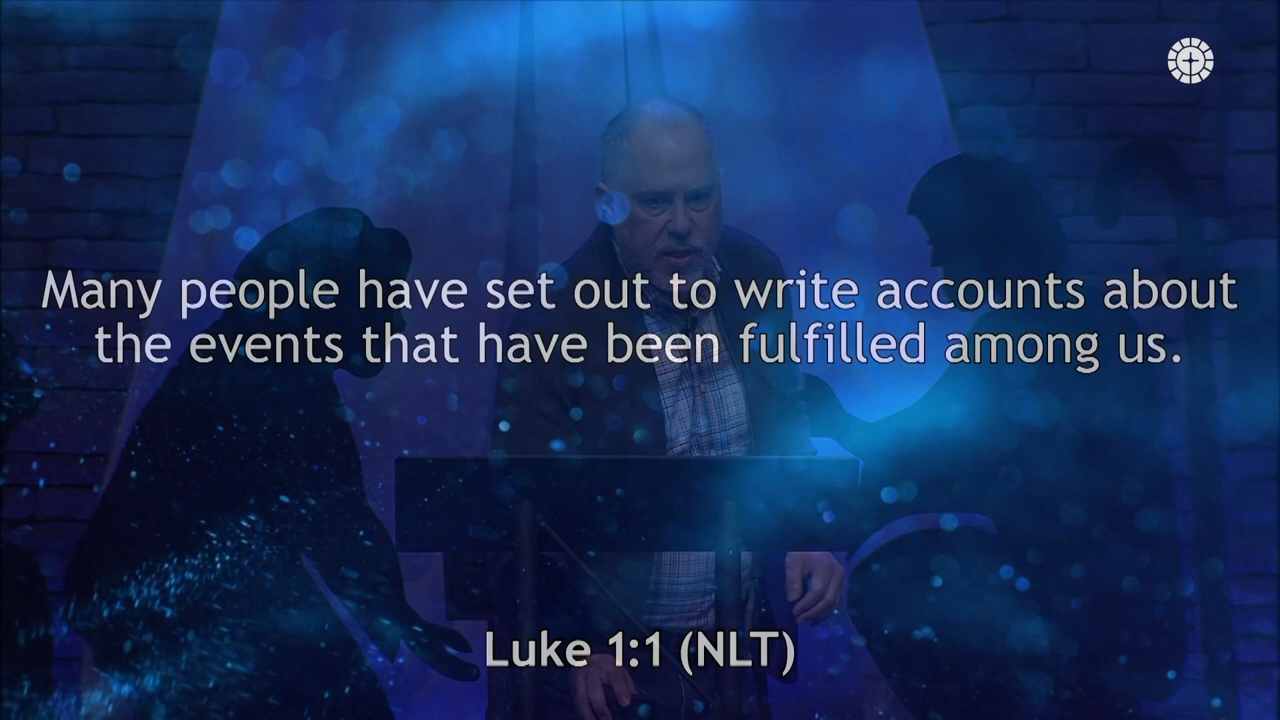 Many people have set out to write accounts about
the events that have been fulfilled among us.
Luke 1:1 (NLT)